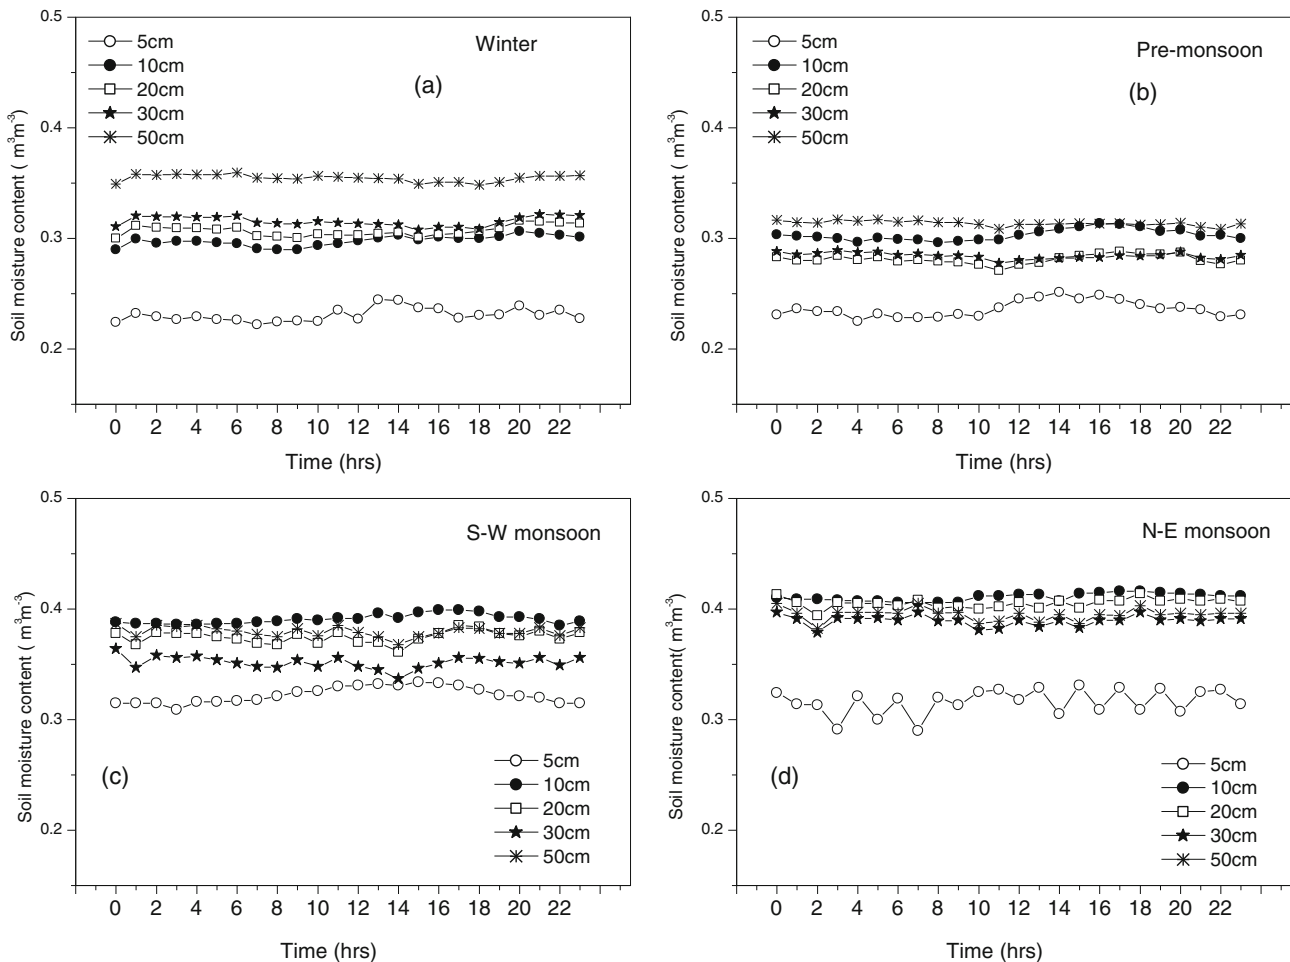 0.5
5cm
10cm
20cm
30cm
50cm
Winter
(a)
0.4
0.3
0.2
Soil moisture content ( m³m⁻³)
0 2 4 6 8 10 12 14 16 18 20 22
Time (hrs)
0.5
5cm
10cm
20cm
30cm
50cm
Pre-monsoon
(b)
0.4
0.3
0.2
Soil moisture content ( m³m⁻³)
0 2 4 6 8 10 12 14 16 18 20 22
Time (hrs)
0.5
S-W monsoon
0.4
0.3
0.2
(c)
5cm
10cm
20cm
30cm
50cm
Soil moisture content ( m³m⁻³)
0 2 4 6 8 10 12 14 16 18 20 22
Time (hrs)
0.5
N-E monsoon
0.4
0.3
0.2
(d)
5cm
10cm
20cm
30cm
50cm
Soil moisture content( m³m⁻³)
0 2 4 6 8 10 12 14 16 18 20 22
Time (hrs)